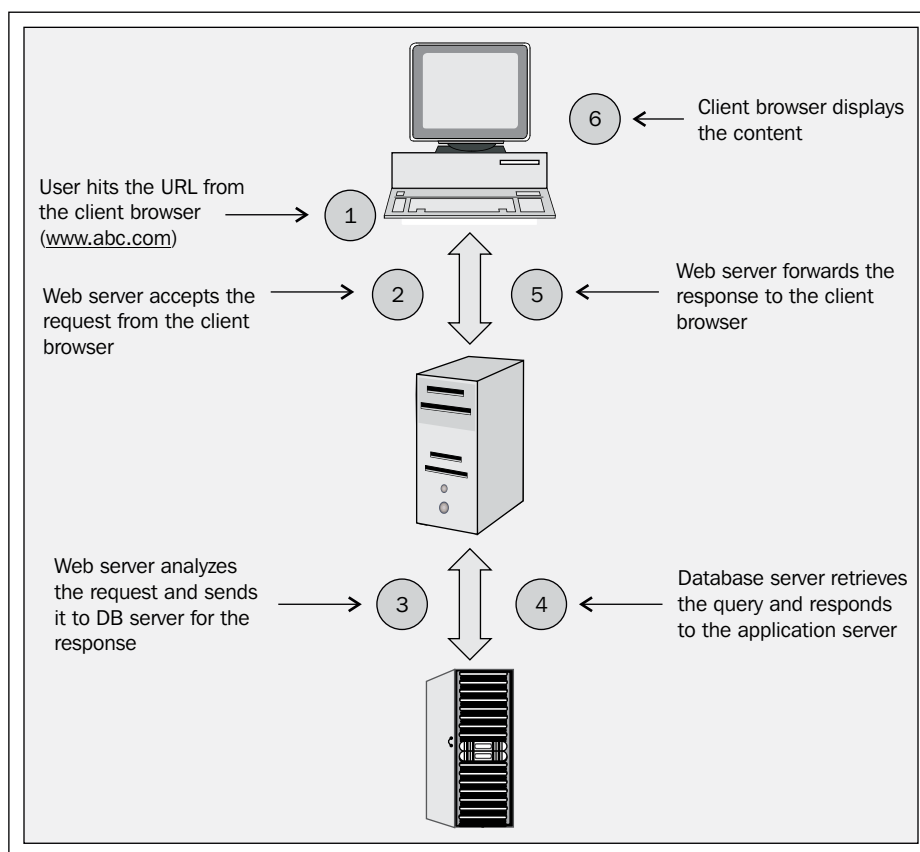 6
Client browser displays
the content
User hits the URL from
the client browser
(www.abc.com)
1
Web server accepts the
request from the client
browser
2
5
Web server forwards the
response to the client
browser
Web server analyzes
the request and sends
it to DB server for the
response
3
4
Database server retrieves
the query and responds
to the application server